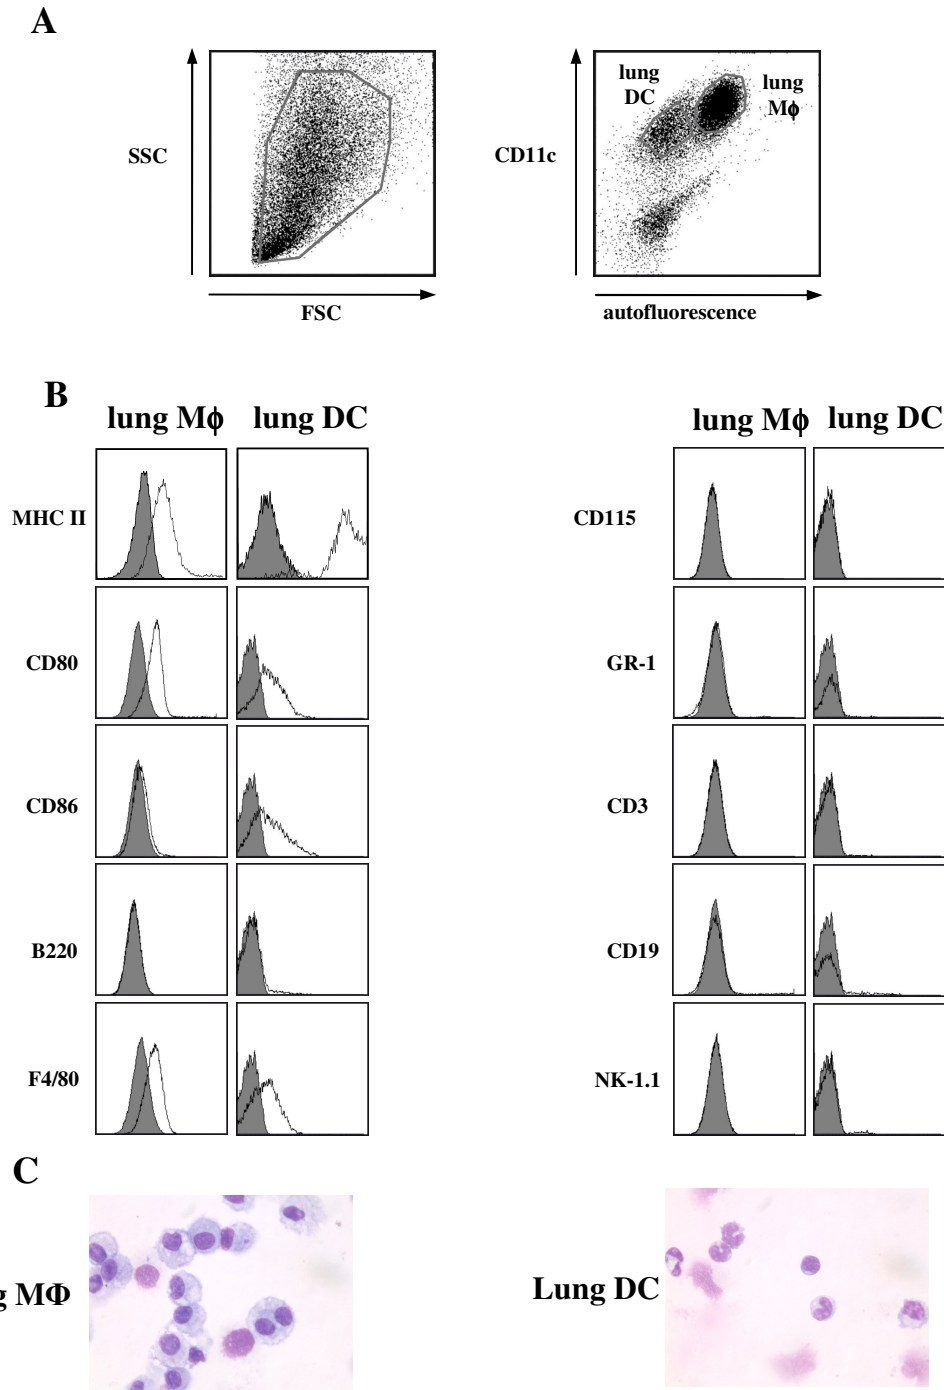 A
SSC
FSC
CD11c
lung
DC
lung
Mϕ
autofluorescence
B
lung Mϕ
lung DC
MHC II
CD80
CD86
B220
F4/80
lung Mϕ
lung DC
CD115
GR-1
CD3
CD19
NK-1.1
C
g MΦ
Lung DC